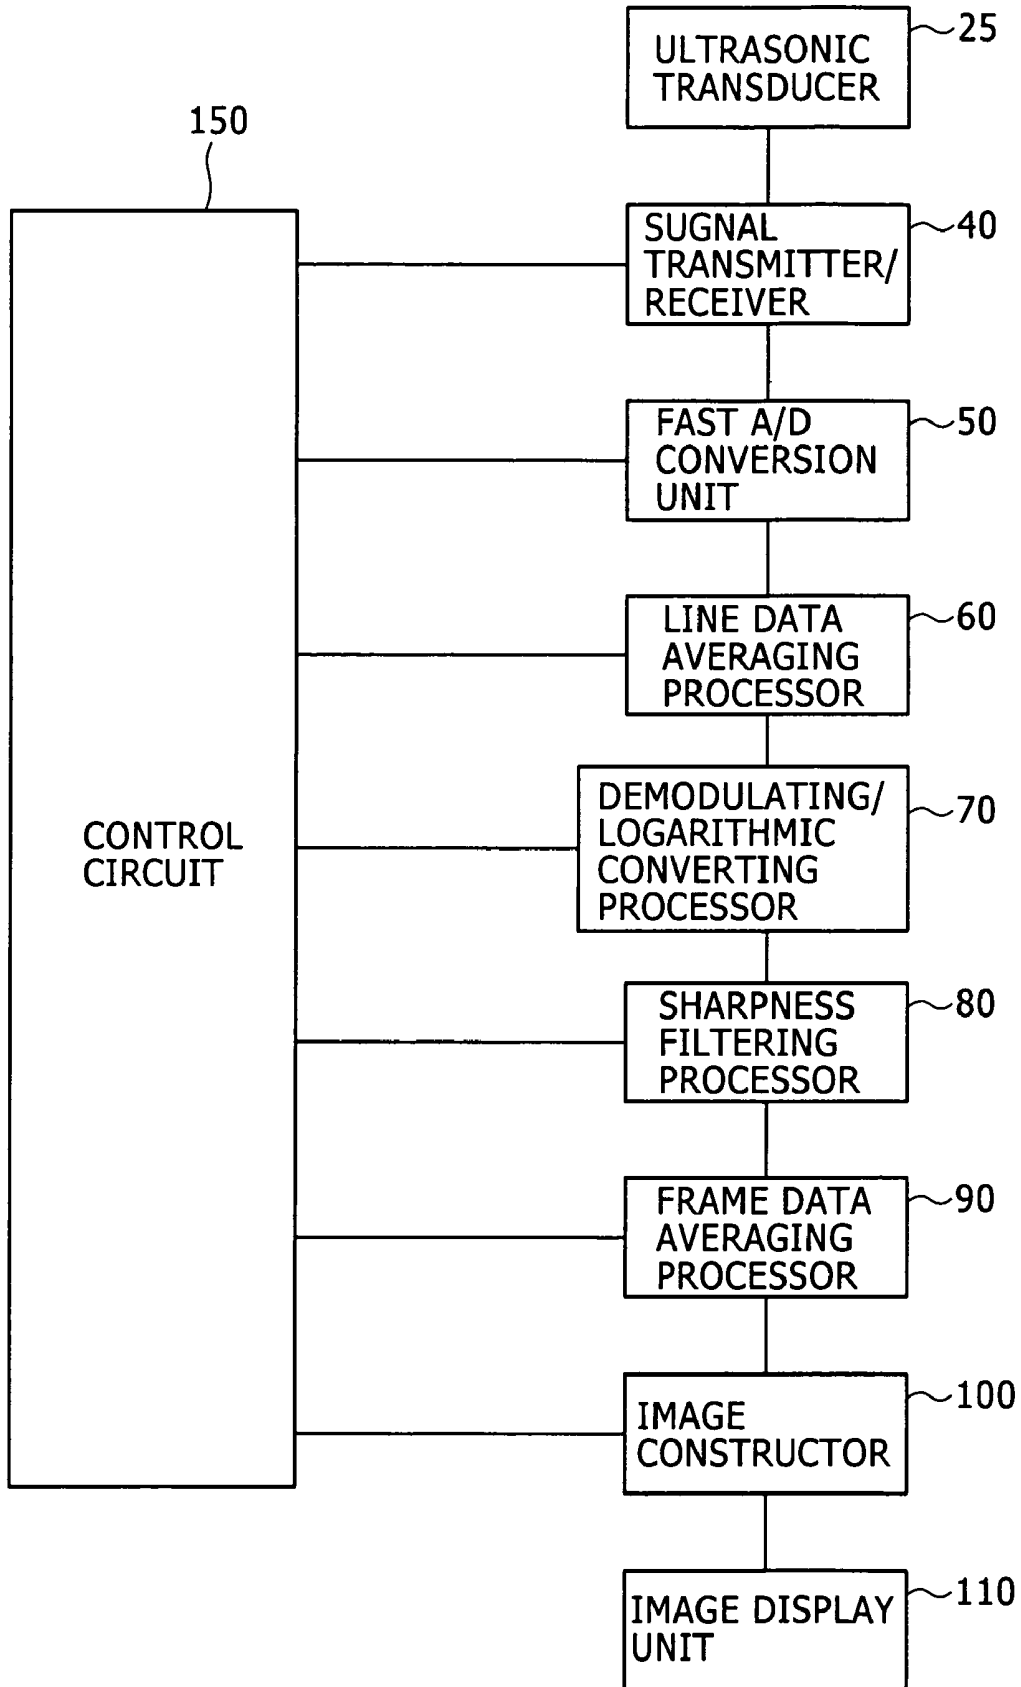 ULTRASONIC
TRANSDUCER
25
150
SUGNAL
TRANSMITTER/
RECEIVER
40
FAST A/D
CONVERSION
UNIT
50
LINE DATA
AVERAGING
PROCESSOR
60
CONTROL
CIRCUIT
DEMODULATING/
LOGARITHMIC
CONVERTING
PROCESSOR
70
SHARPNESS
FILTERING
PROCESSOR
80
FRAME DATA
AVERAGING
PROCESSOR
90
IMAGE
CONSTRUCTOR
100
IMAGE DISPLAY
UNIT
110